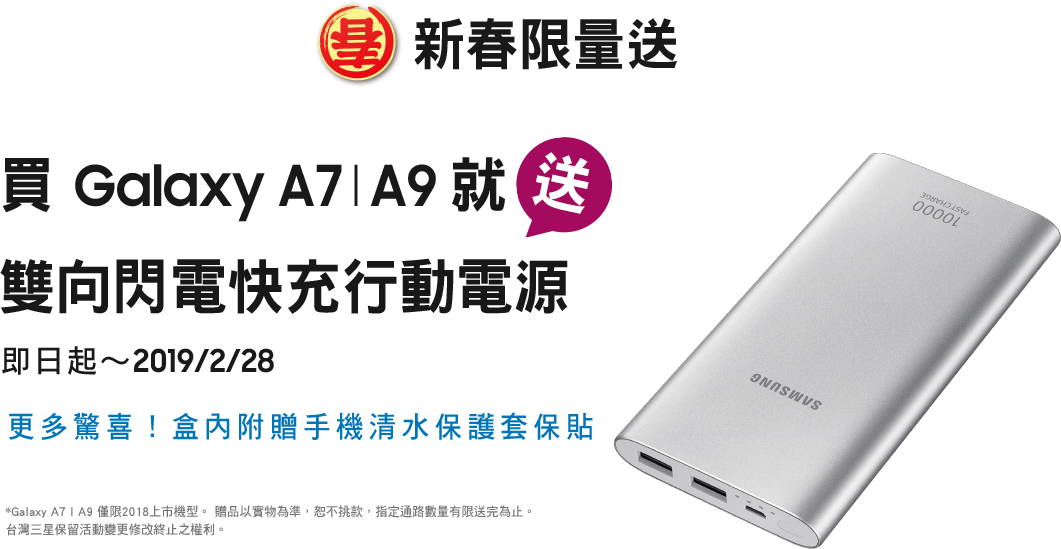 新春限量送
買 Galaxy A7|A9 就送
雙向閃電快充行動電源
即日起～2019/2/28
更多驚喜！盒內附贈手機清水保護套保貼
*Galaxy A7 I A9 僅限2018上市機型。 贈品以實物為準，恕不挑款，指定通路數量有限送完為止。
台灣三星保留活動變更修改終止之權利。
10000
FAST CHARGE
SAMSUNG